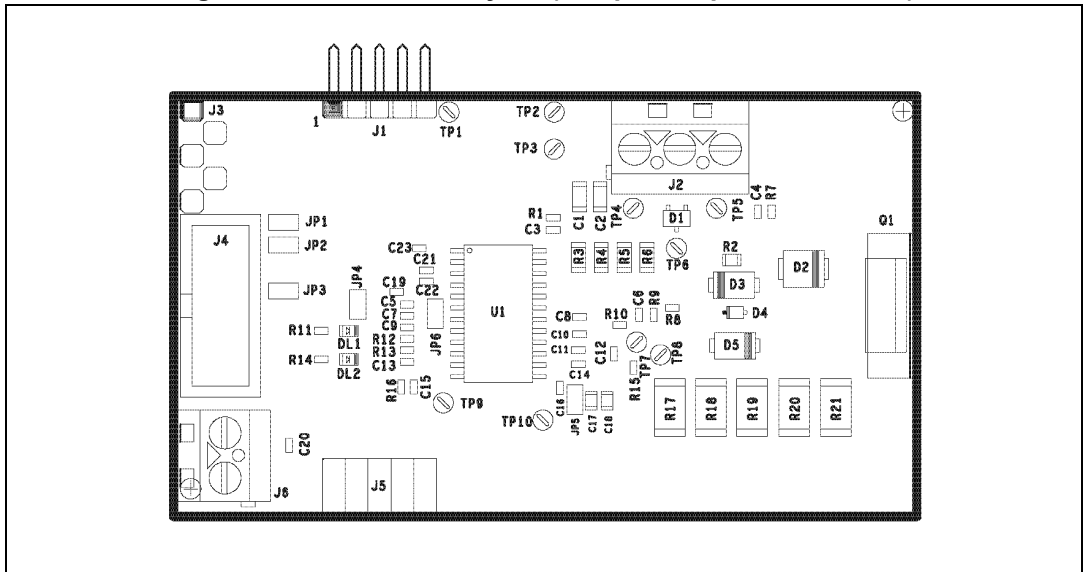 J3
1
J1
TP1
TP2
TP3
J2
C4
R7
TP4
TP5
D1
C1
C2
R1
C3
Q1
JP1
JP2
J4
JP4
JP3
C23
C21
C22
C19
C5
C7
C9
R12
R13
C13
JP6
U1
R3
R4
R5
R6
TP6
R2
D2
D3
D4
D5
C6
R9
R8
R10
C8
C10
C11
C12
C14
R11
DL1
R14
DL2
R16
C15
TP7
TP8
R15
TP9
TP10
C16
JP5
C17
C18
R17
R18
R19
R20
R21
C20
J6
J5